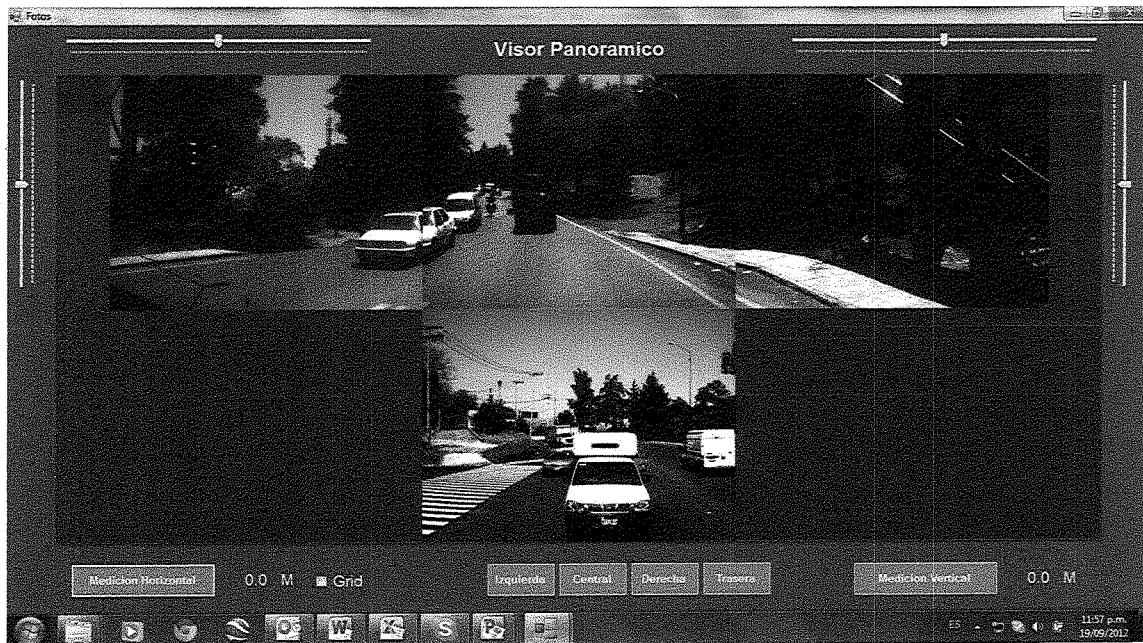 Fotos
Visor Panoramico
Medicion Horizontal 0.0 M Grid Izquierda Central Derecha Trasera Medicion Vertical 0.0 M
ES 11:57 p.m.
19/09/2012